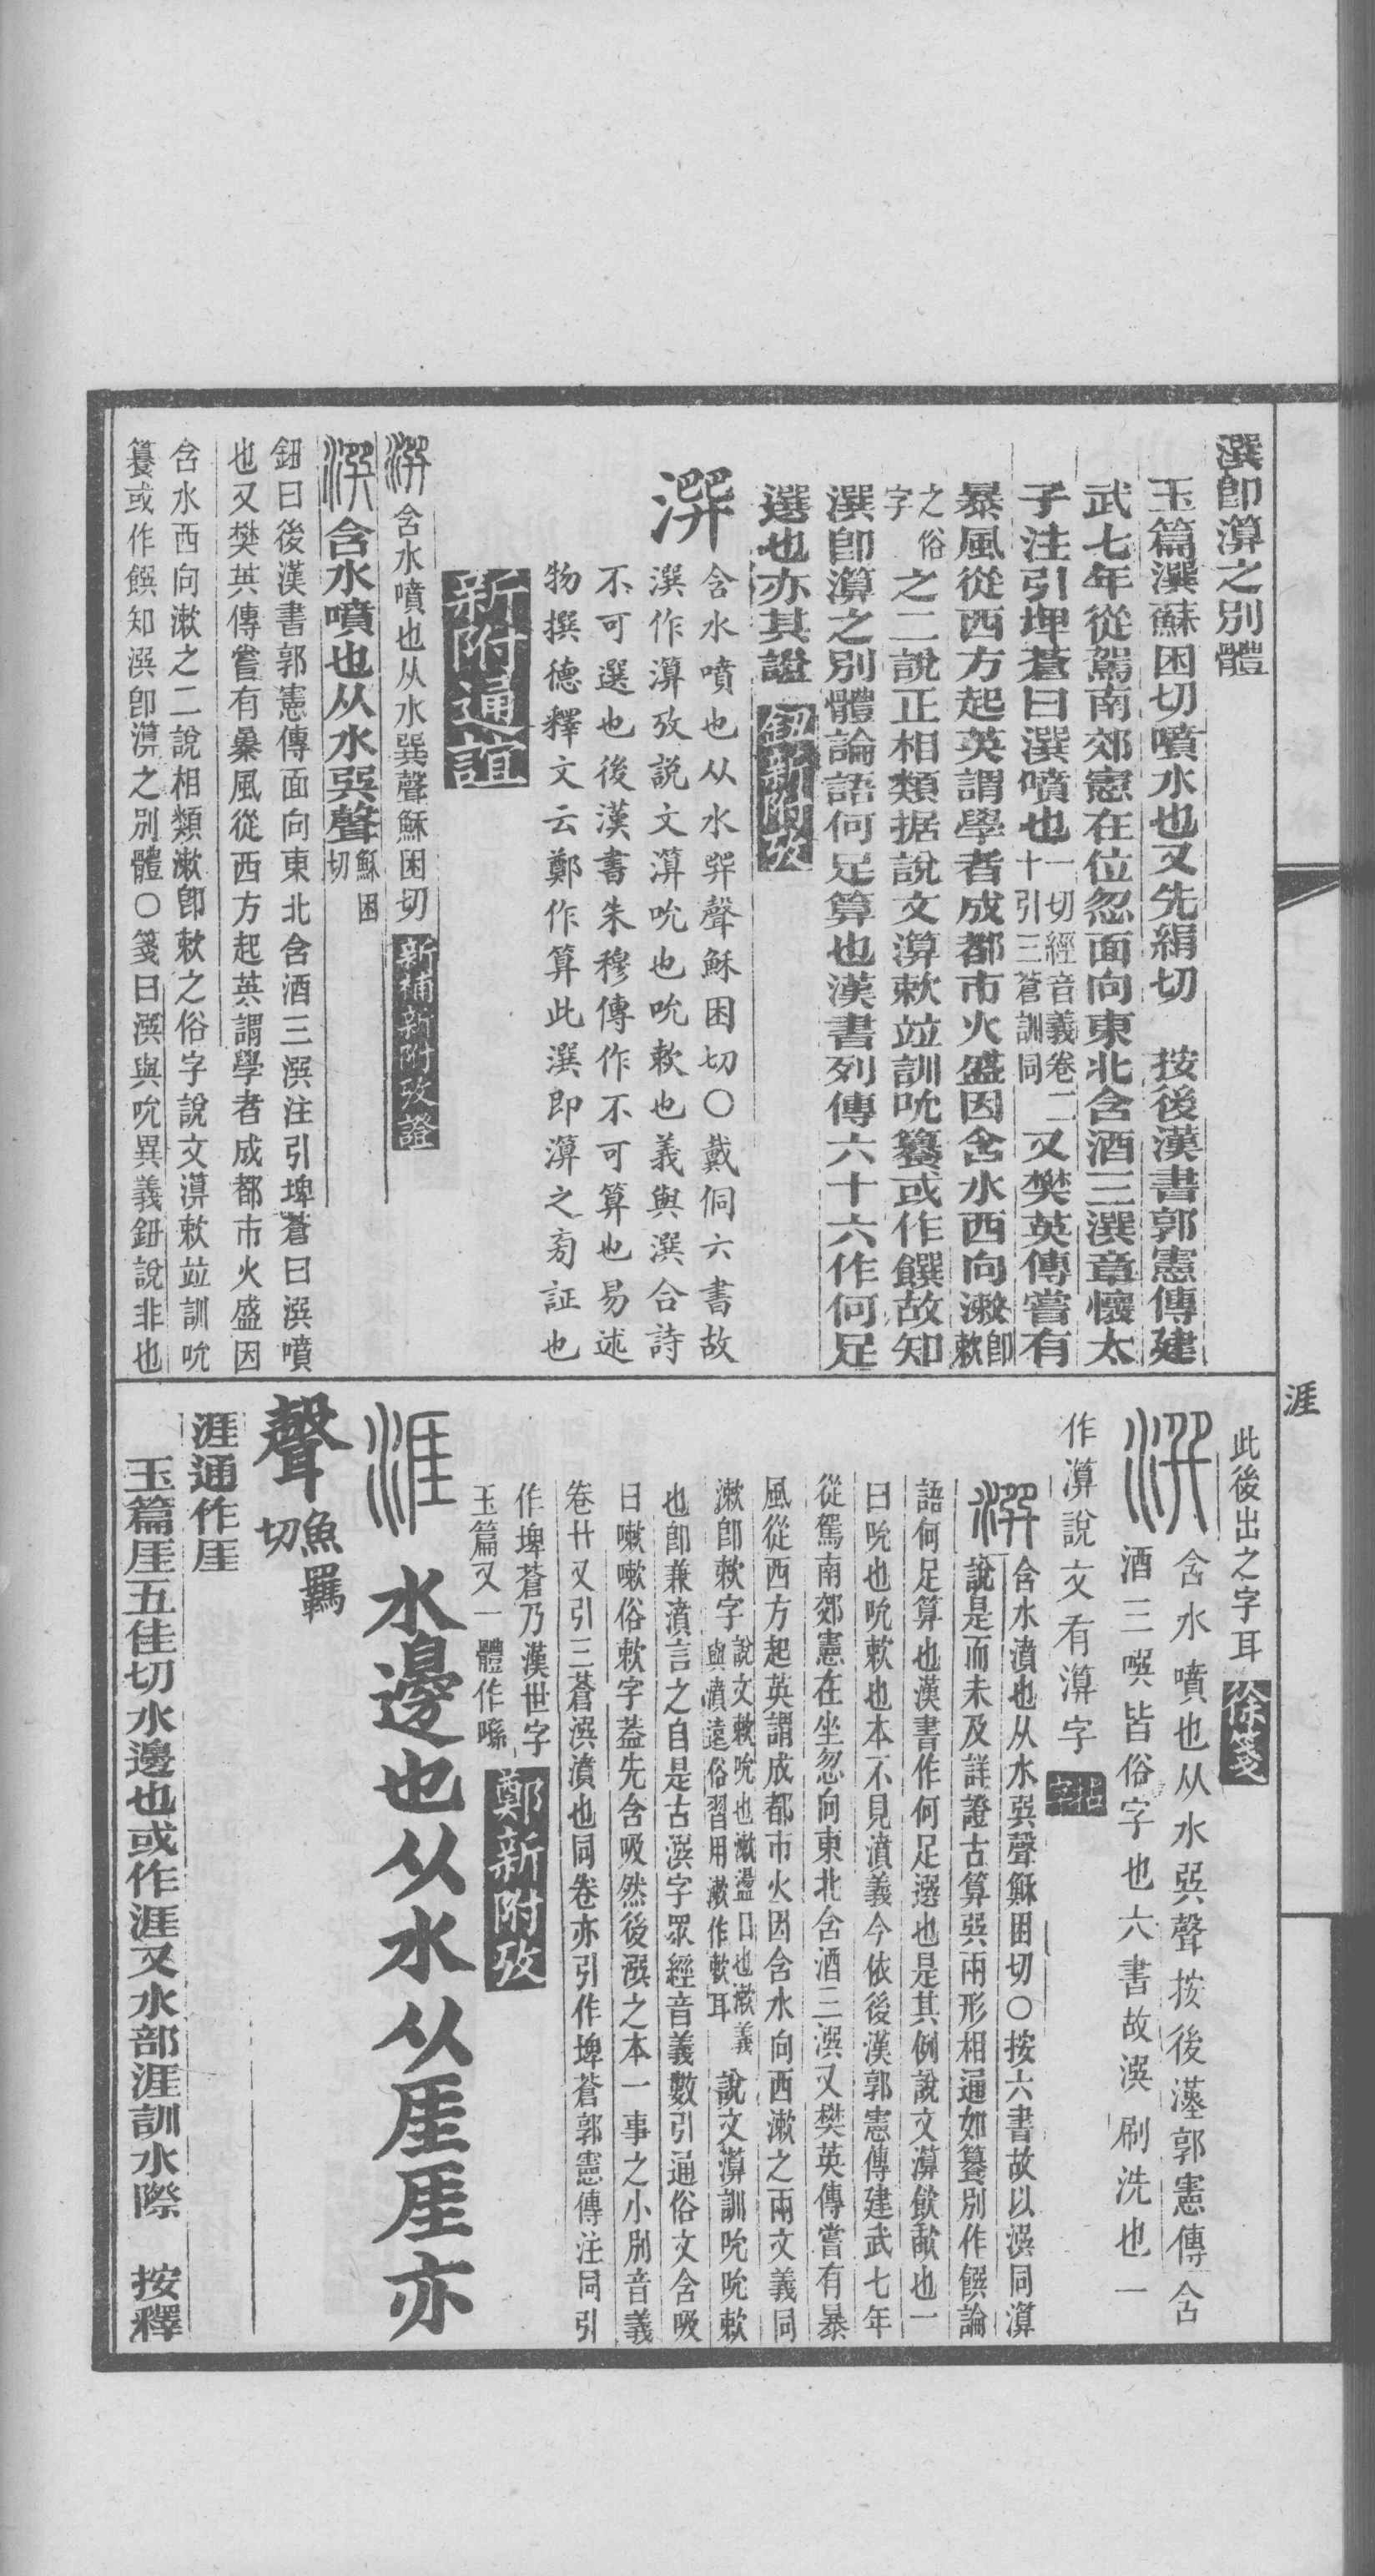 潠卽濣之別體
玉篇潠蘇困切噴水也又先絹切 按後漢書郭憲傳建
武七年從駕南郊憲在位忽面向東北含酒三潠章懷太
子注引埤蒼曰潠噴也一切經音義卷二十引三蒼訓同又樊英傳嘗有
暴風從西方起英謂學者成都市火盛因含水西向漱漱卽欶
之俗字之二說正相類据說文濣欶竝訓吮籑或作饌故知
潠卽濣之別體論語何足算也漢書列傳六十六作何足
選也亦其證 鈕新附攷
潠 含水噴也从水巽聲穌困切○戴侗六書故
潠作濣攷說文濣吮也吮欶也義與潠合詩
不可選也後漢書朱穆傳作不可算也易述
物撰德釋文云鄭作算此潠即濣之旁証也
新附通誼
潠含水噴也从水巽聲穌困切 新補新附攷證
潠含水噴也从水巽聲穌困切
鈕曰後漢書郭憲傳面向東北含酒三潠注引埤蒼曰潠噴
也又樊英傳嘗有暴風從西方起英謂學者成都市火盛因
含水西向漱之二說相類漱卽欶之俗字說文濣欶竝訓吮
籑或作饌知潠卽濣之別體○箋曰潠與吮異義鈕說非也
涯
此後出之字耳 徐箋
潠 含水噴也从水巽聲按後漢郭憲傳含
酒三噀皆俗字也六書故潠刷洗也一
作濣說文有濣字
潠 含水濆也从水巽聲穌困切○按六書故以潠同濣
說是而未及詳證古算巽兩形相通如籑別作饌論
語何足算也漢書作何足選也是其例說文濣飲歃也一
曰吮也吮欶也本不見濆義今依後漢郭憲傳建武七年
從駕南郊憲在坐忽向東北含酒三潠又樊英傳嘗有暴
風從西方起英謂成都市火因含水向西漱之兩文義同
漱卽欶字說文欶吮也漱盪口也漱義與濆遠俗習用漱作欶耳說文濣訓吮吮欶
也卽兼濆言之自是古潠字眾經音義數引通俗文含吸
曰嗽嗽俗欶字葢先含吸然後潠之本一事之小別音義
卷廿又引三蒼潠濆也同卷亦引作埤蒼郭憲傳注同引
作埤蒼乃漢世字
玉篇又一體作噀 鄭新附攷
涯 水邊也从水从厓厓亦
聲魚羈切
涯通作厓
玉篇厓五佳切水邊也或作涯又水部涯訓水際 按釋